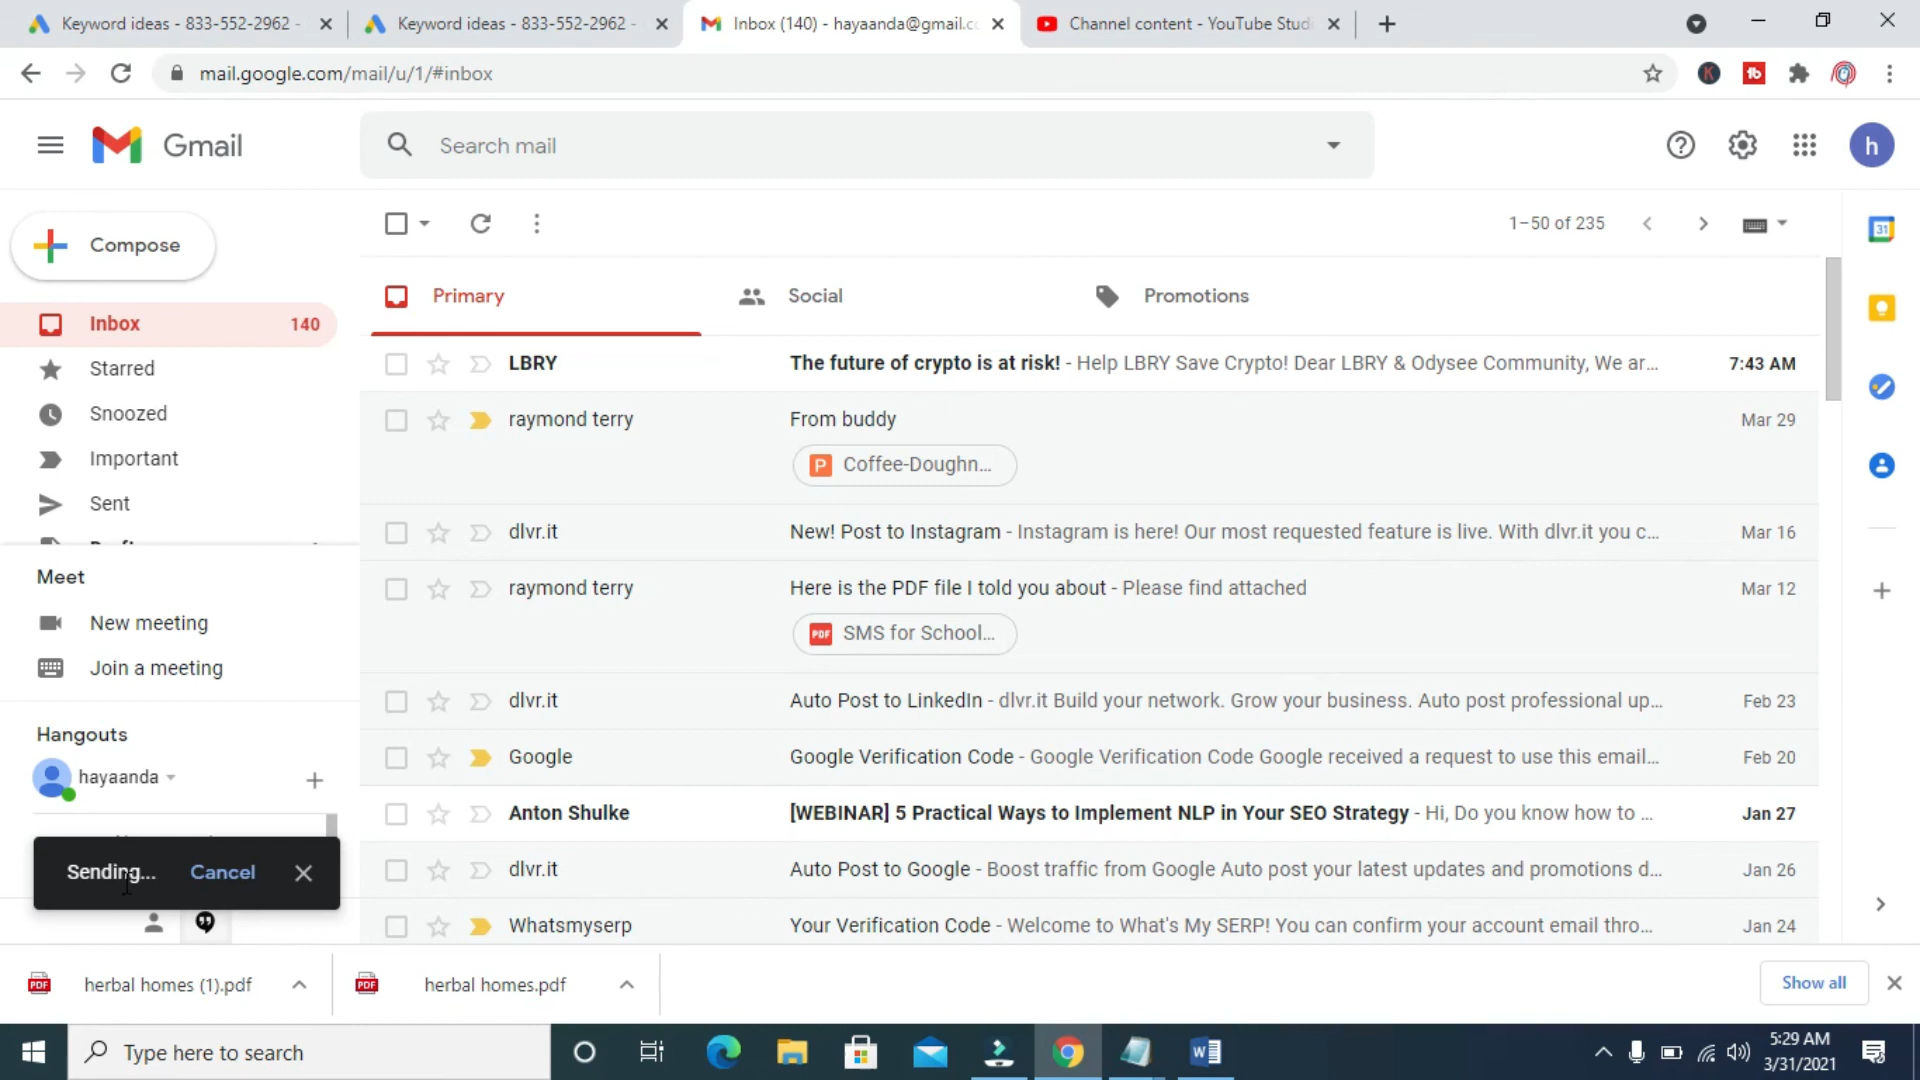 Keyword ideas - 833-552-2962 -
Keyword ideas - 833-552-2962 -
Inbox (140) - hayaanda@gmail.c
Channel content - YouTube Studi
mail.google.com/mail/u/1/#inbox
K
tb
Gmail
Search mail
h
Compose
1–50 of 235
31
Primary
Social
Promotions
Inbox 140
LBRY The future of crypto is at risk! - Help LBRY Save Crypto! Dear LBRY & Odysee Community, We ar... 7:43 AM
Starred
Snoozed
raymond terry From buddy Mar 29
P Coffee-Doughn...
Important
Sent
dlvr.it New! Post to Instagram - Instagram is here! Our most requested feature is live. With dlvr.it you c... Mar 16
Meet
raymond terry Here is the PDF file I told you about - Please find attached Mar 12
New meeting
PDF SMS for School...
Join a meeting
dlvr.it Auto Post to LinkedIn - dlvr.it Build your network. Grow your business. Auto post professional up... Feb 23
Hangouts
Google Google Verification Code - Google Verification Code Google received a request to use this email... Feb 20
hayaanda
Anton Shulke [WEBINAR] 5 Practical Ways to Implement NLP in Your SEO Strategy - Hi, Do you know how to ... Jan 27
Sending... Cancel
dlvr.it Auto Post to Google - Boost traffic from Google Auto post your latest updates and promotions d... Jan 26
Whatsmyserp Your Verification Code - Welcome to What's My SERP! You can confirm your account email thro... Jan 24
PDF herbal homes (1).pdf
PDF herbal homes.pdf
Show all
Type here to search
W
5:29 AM
3/31/2021